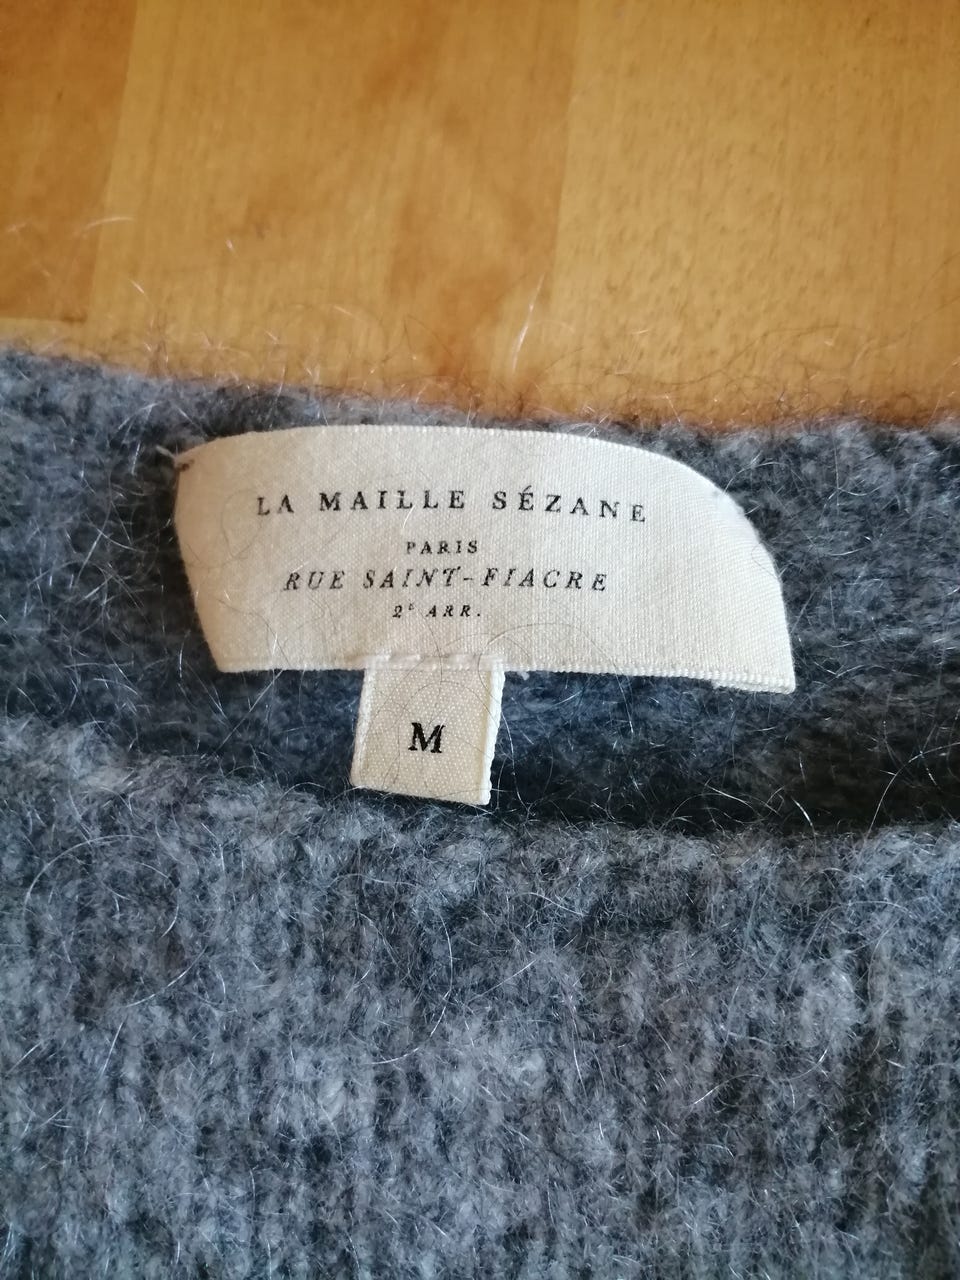 LA MAILLE SÉZANE
PARIS
RUE SAINT-FIACRE
2E ARR.
M